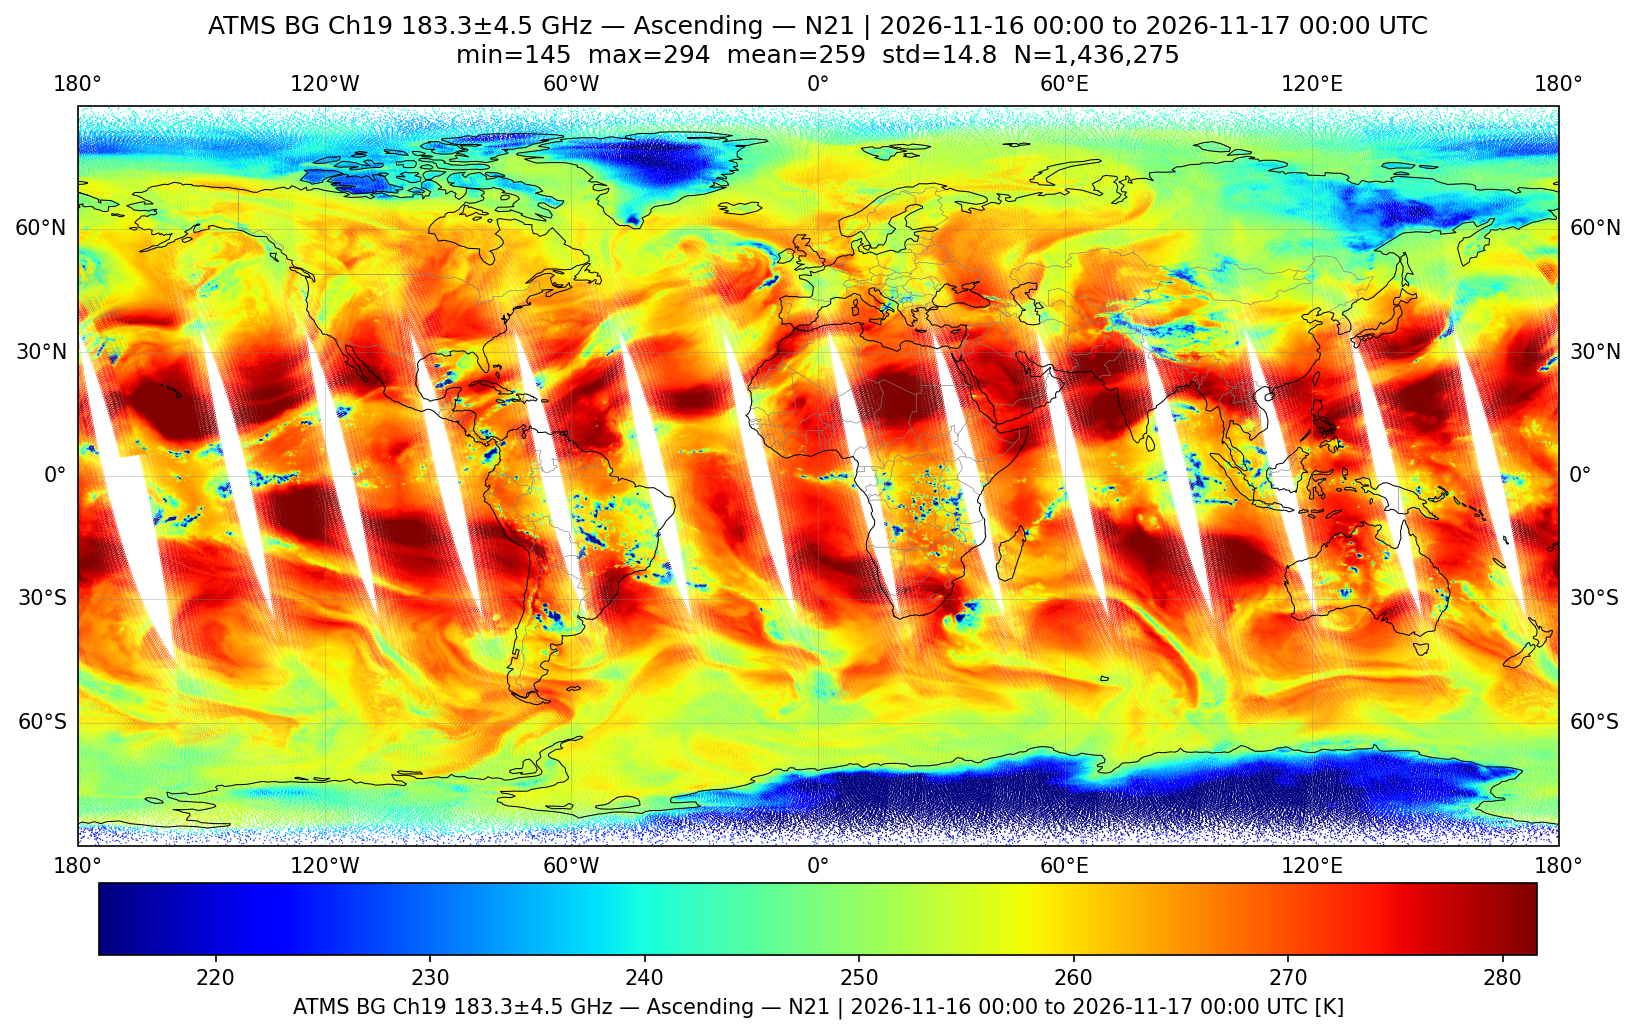 ATMS BG Ch19 183.3±4.5 GHz — Ascending — N21 | 2026-11-16 00:00 to 2026-11-17 00:00 UTC
min=145 max=294 mean=259 std=14.8 N=1,436,275
180° 120°W 60°W 0° 60°E 120°E 180°
60°N 60°N
30°N 30°N
0° 0°
30°S 30°S
60°S 60°S
180° 120°W 60°W 0° 60°E 120°E 180°
220 230 240 250 260 270 280
ATMS BG Ch19 183.3±4.5 GHz — Ascending — N21 | 2026-11-16 00:00 to 2026-11-17 00:00 UTC [K]